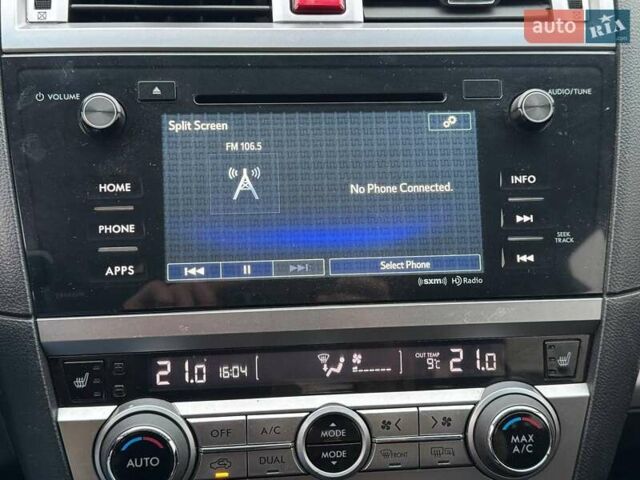 auto RIA.com
VOLUME
AUDIO/TUNE
Split Screen
FM 106.5
No Phone Connected.
HOME
PHONE
APPS
INFO
SEEK
TRACK
Select Phone
((sxm)) HD Radio
21.0
16:04
OUT TEMP
9°C
21.0
OFF
A/C
MODE
MODE
FRONT
DUAL
AUTO
MAX
A/C